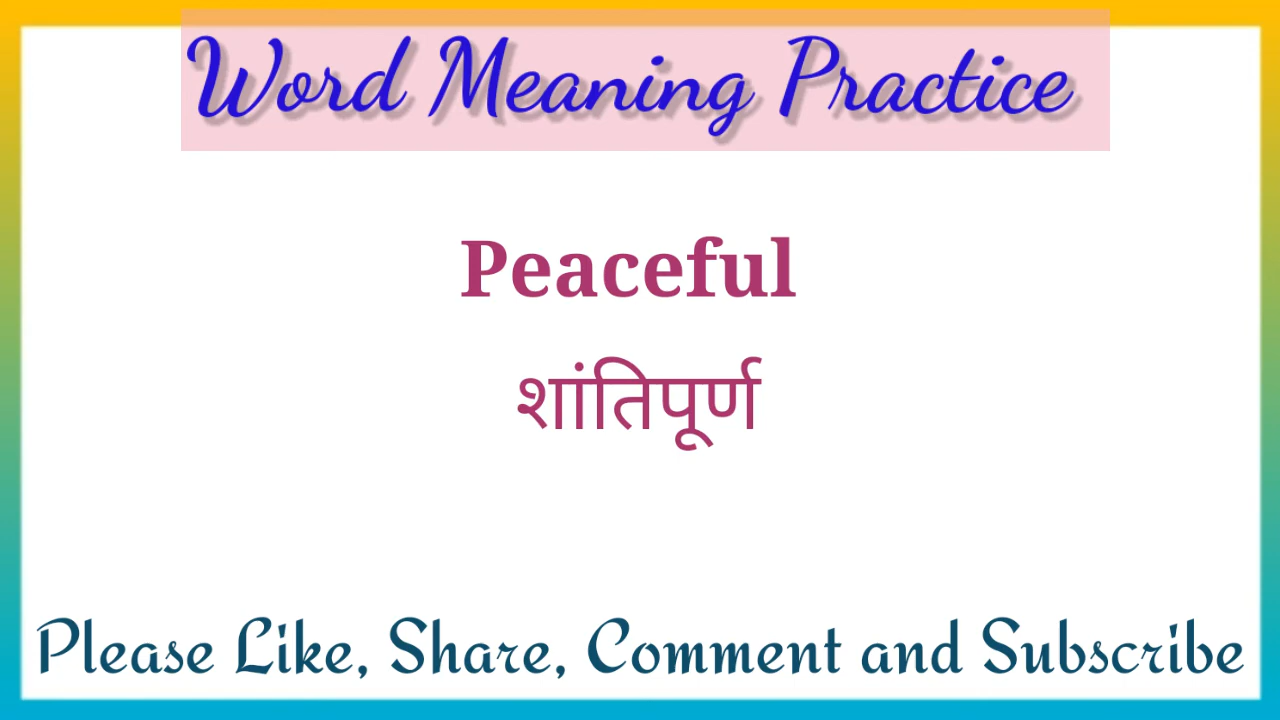 Word Meaning Practice
Peaceful
शांतिपूर्ण
Please Like, Share, Comment and Subscribe